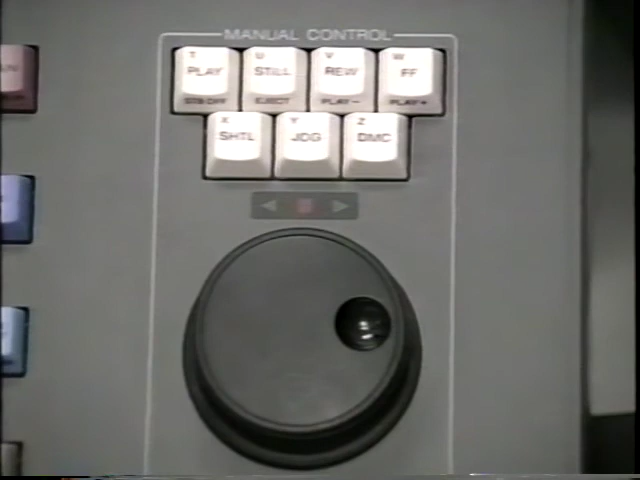 MANUAL CONTROL
T U V W
PLAY STILL REW FF
STB OFF EJECT PLAY- PLAY+
X Y Z
SHTL JOG DMC